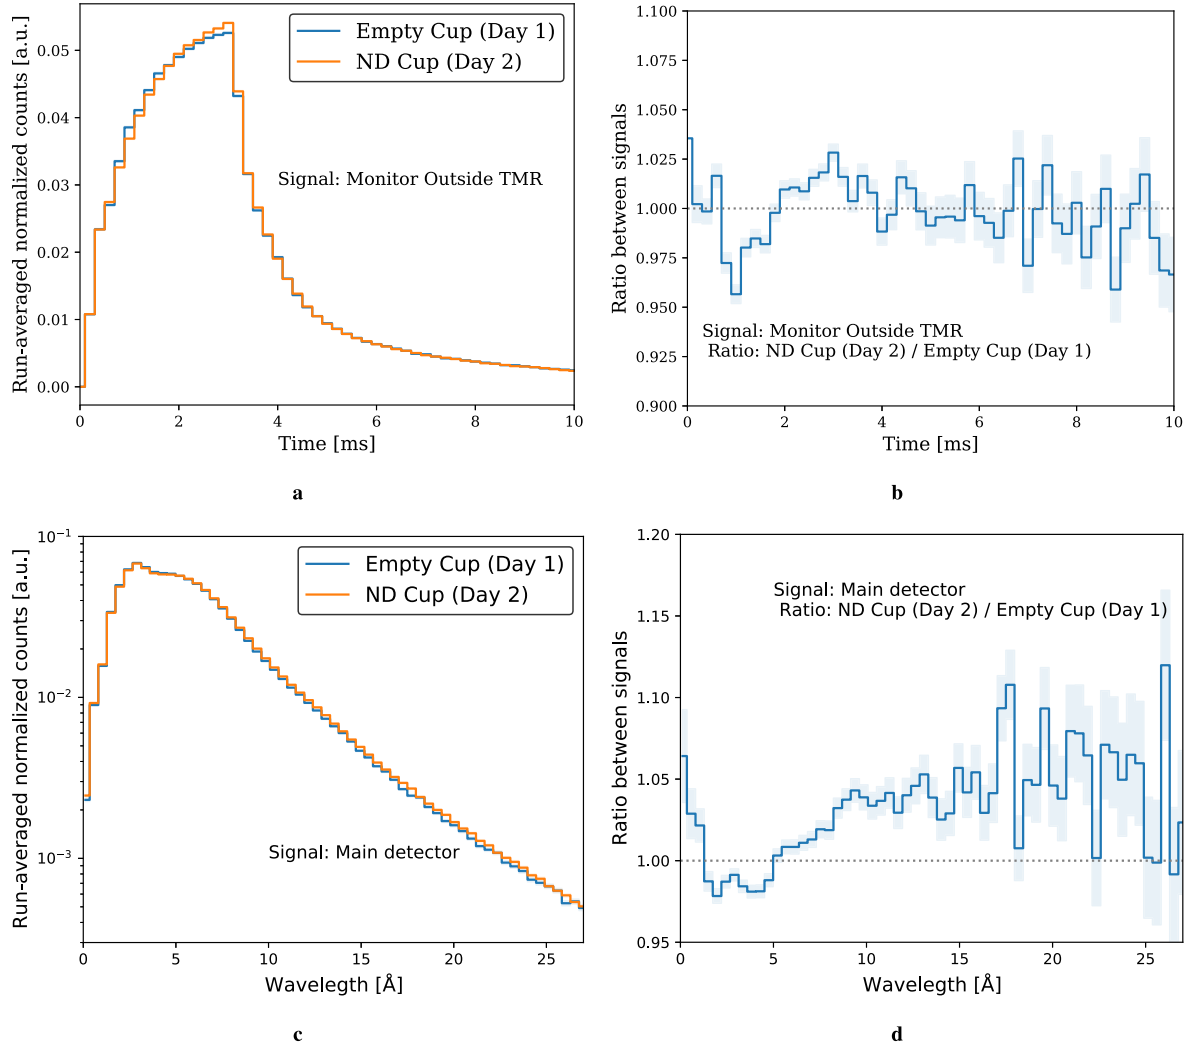 Run-averaged normalized counts [a.u.]
0.05
0.04
0.03
0.02
0.01
0.00
Empty Cup (Day 1)
ND Cup (Day 2)
Signal: Monitor Outside TMR
0 2 4 6 8 10
Time [ms]
a
Ratio between signals
1.100
1.075
1.050
1.025
1.000
0.975
0.950
0.925
0.900
Signal: Monitor Outside TMR
Ratio: ND Cup (Day 2) / Empty Cup (Day 1)
0 2 4 6 8 10
Time [ms]
b
Run-averaged normalized counts [a.u.]
10⁻¹
10⁻²
10⁻³
Empty Cup (Day 1)
ND Cup (Day 2)
Signal: Main detector
0 5 10 15 20 25
Wavelegth [Å]
c
Ratio between signals
1.20
1.15
1.10
1.05
1.00
0.95
Signal: Main detector
Ratio: ND Cup (Day 2) / Empty Cup (Day 1)
0 5 10 15 20 25
Wavelegth [Å]
d